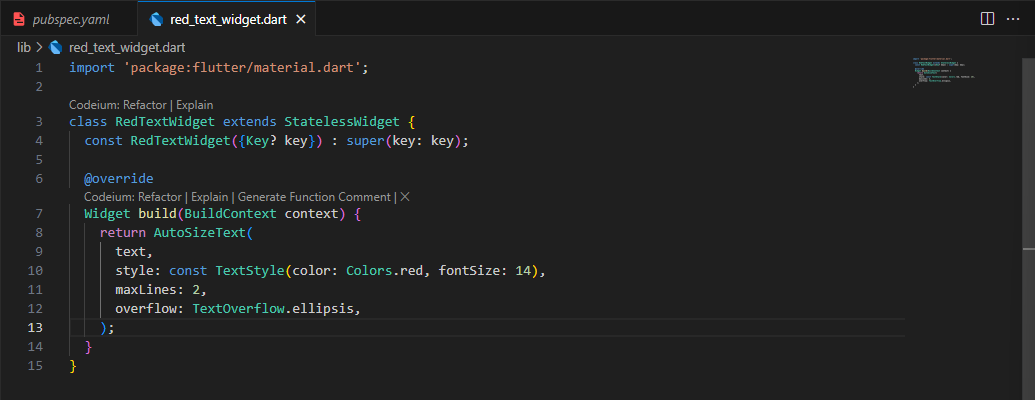 pubspec.yaml red_text_widget.dart
lib > red_text_widget.dart
1 import 'package:flutter/material.dart';
2
Codeium: Refactor | Explain
3 class RedTextWidget extends StatelessWidget {
4   const RedTextWidget({Key? key}) : super(key: key);
5
6   @override
Codeium: Refactor | Explain | Generate Function Comment | X
7   Widget build(BuildContext context) {
8     return AutoSizeText(
9       text,
10       style: const TextStyle(color: Colors.red, fontSize: 14),
11       maxLines: 2,
12       overflow: TextOverflow.ellipsis,
13     );
14   }
15 }